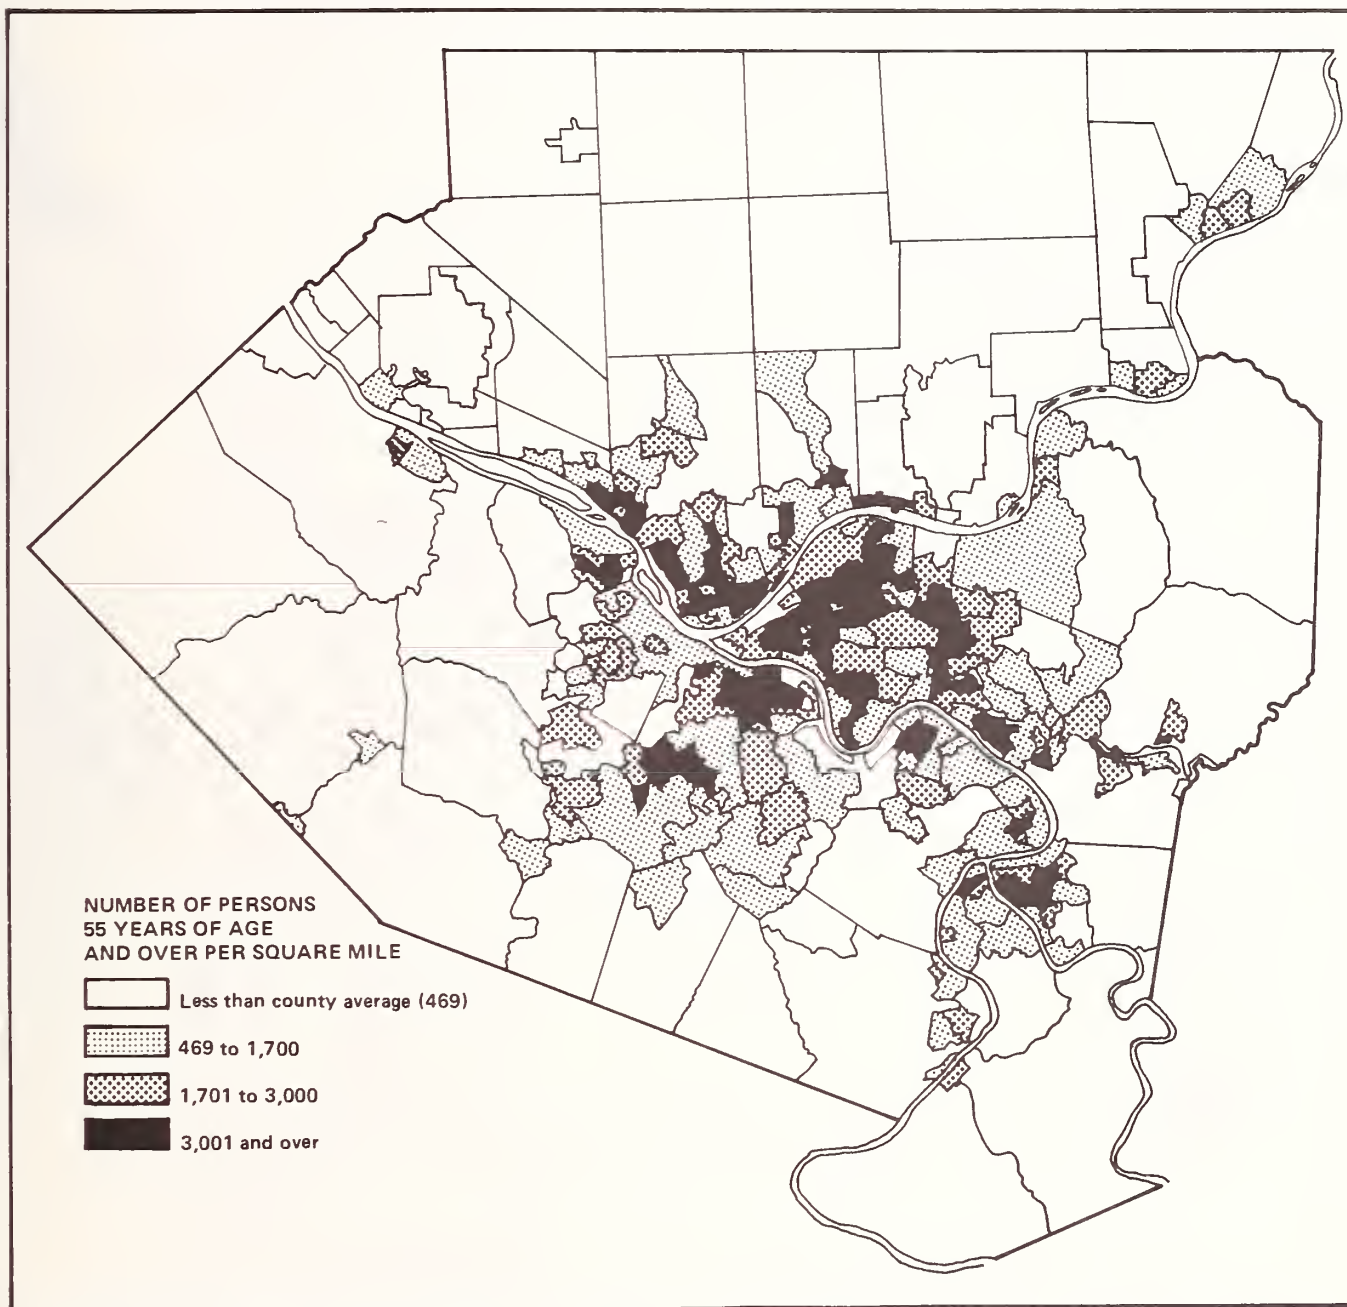 NUMBER OF PERSONS
55 YEARS OF AGE
AND OVER PER SQUARE MILE
Less than county average (469)
469 to 1,700
1,701 to 3,000
3,001 and over